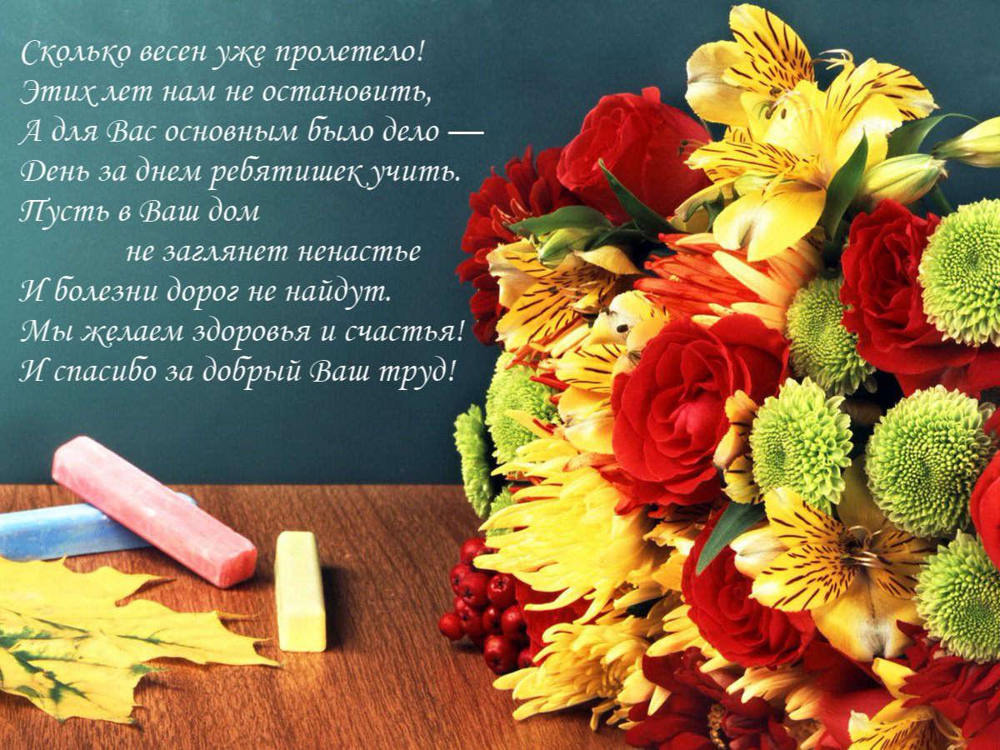 Сколько весен уже пролетело!
Этих лет нам не остановить,
А для Вас основным было дело —
День за днем ребятишек учить.
Пусть в Ваш дом
не заглянет ненастье
И болезни дорог не найдут.
Мы желаем здоровья и счастья!
И спасибо за добрый Ваш труд!